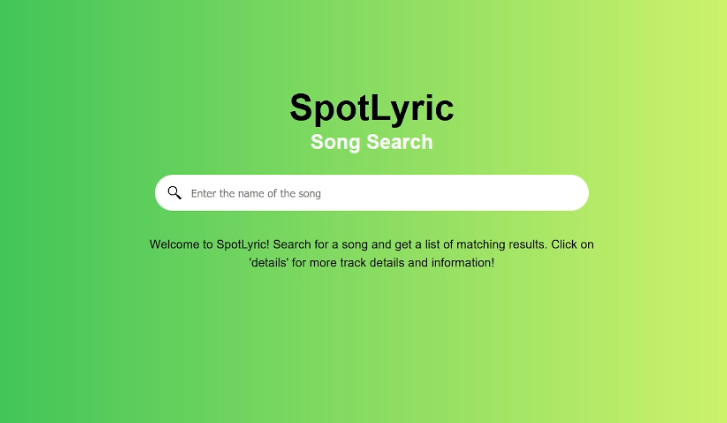 SpotLyric
Song Search
Enter the name of the song
Welcome to SpotLyric! Search for a song and get a list of matching results. Click on
'details' for more track details and information!